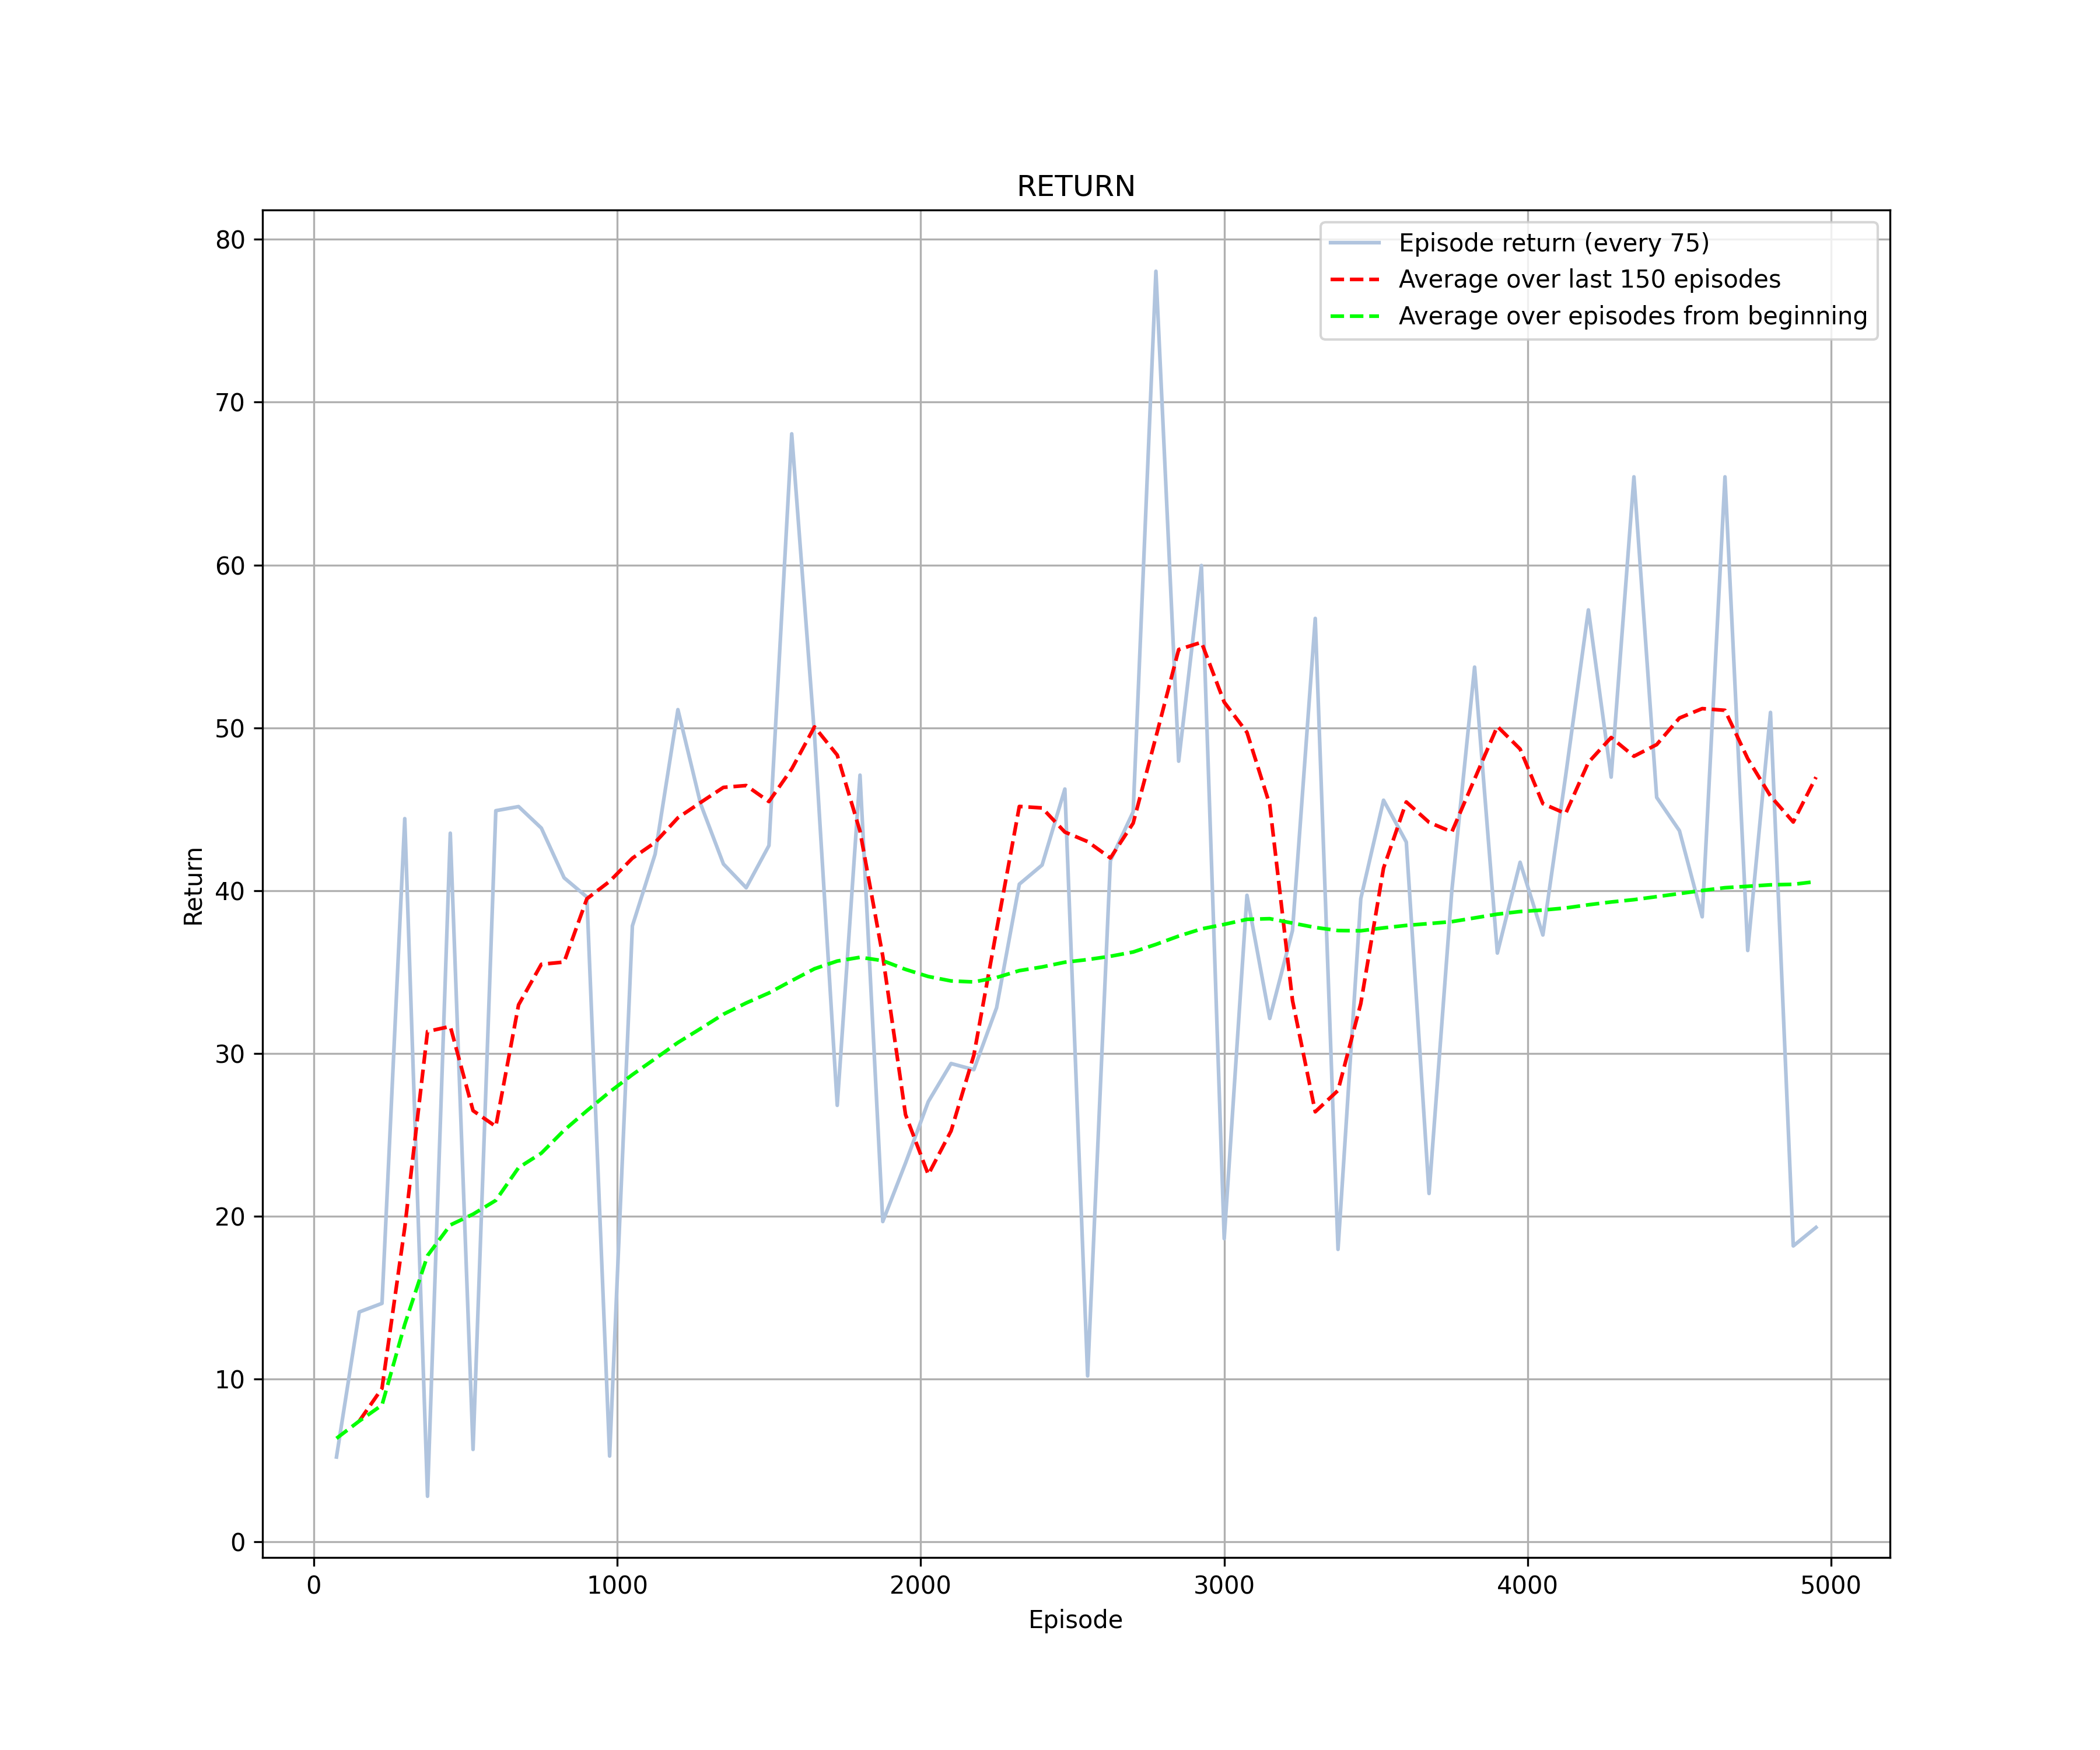 RETURN
80
70
60
50
40
30
20
10
0
Return
Episode return (every 75)
Average over last 150 episodes
Average over episodes from beginning
0 1000 2000 3000 4000 5000
Episode